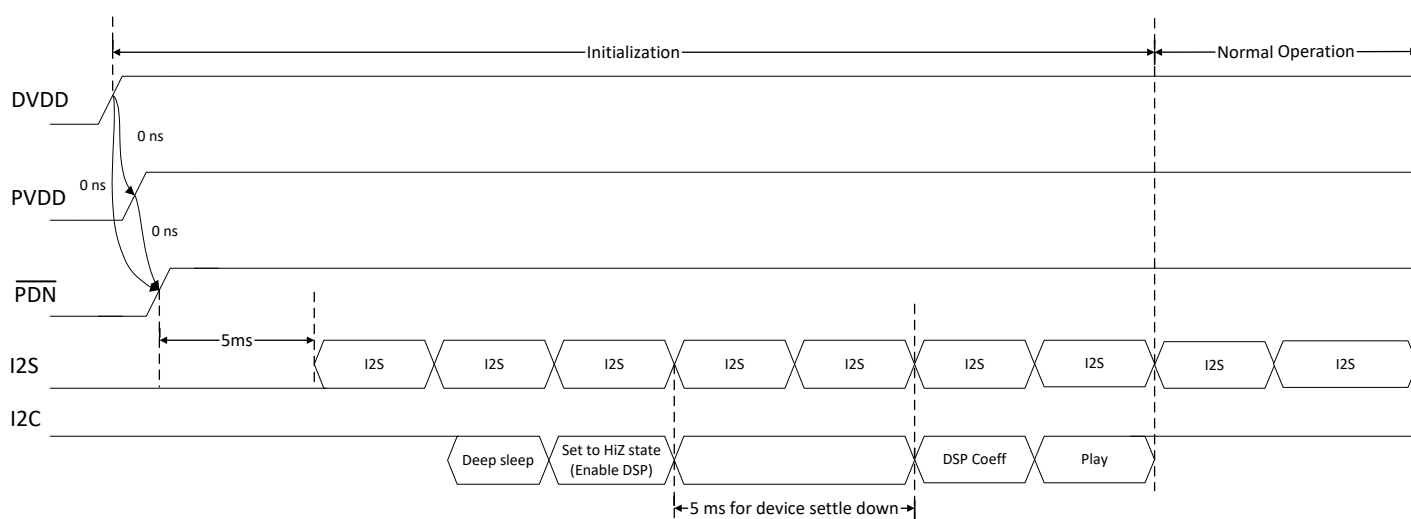 Initialization
Normal Operation
DVDD
0 ns
0 ns
PVDD
0 ns
PDN
5ms
I2S
I2S
I2S
I2S
I2S
I2S
I2S
I2S
I2S
I2S
I2C
Deep sleep
Set to HiZ state
(Enable DSP)
DSP Coeff
Play
5 ms for device settle down